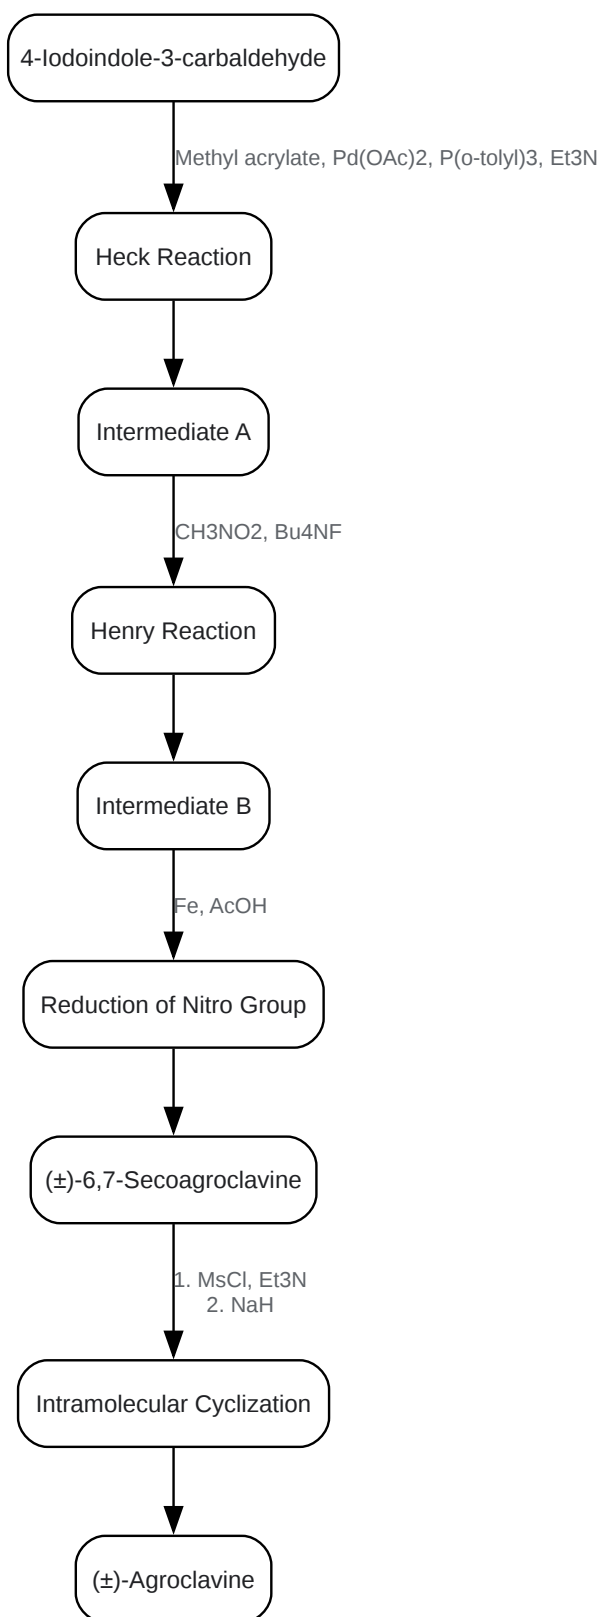 4-Iodoindole-3-carbaldehyde
Methyl acrylate, Pd(OAc)2, P(o-tolyl)3, Et3N
Heck Reaction
Intermediate A
CH3NO2, Bu4NF
Henry Reaction
Intermediate B
Fe, AcOH
Reduction of Nitro Group
(±)-6,7-Secoagroclavine
1. MsCl, Et3N
2. NaH
Intramolecular Cyclization
(±)-Agroclavine